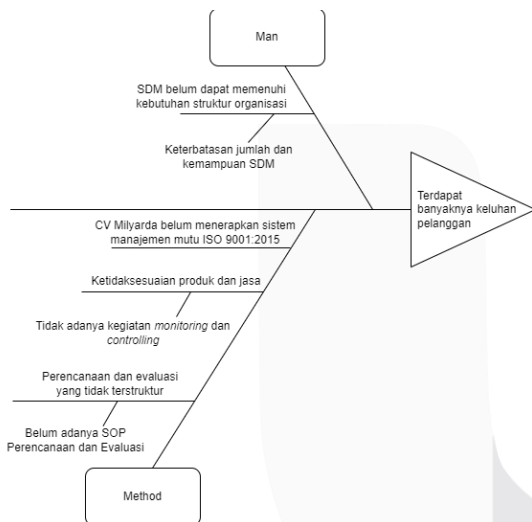 Man
SDM belum dapat memenuhi
kebutuhan struktur organisasi
Keterbatasan jumlah dan
kemampuan SDM
Terdapat
banyaknya keluhan
pelanggan
CV Milyarda belum menerapkan sistem
manajemen mutu ISO 9001:2015
Ketidaksesuaian produk dan jasa
Tidak adanya kegiatan monitoring dan
controlling
Perencanaan dan evaluasi
yang tidak terstruktur
Belum adanya SOP
Perencanaan dan Evaluasi
Method